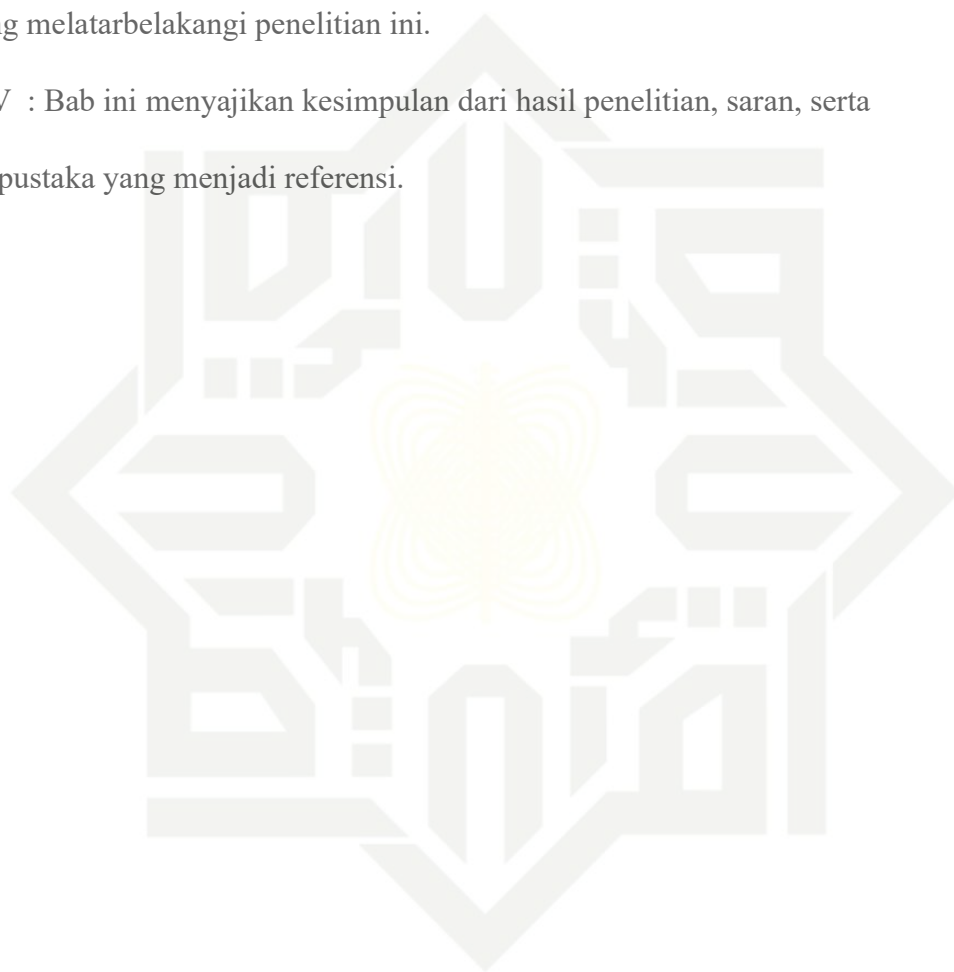 g melatarbelakangi penelitian ini.
V : Bab ini menyajikan kesimpulan dari hasil penelitian, saran, serta
pustaka yang menjadi referensi.